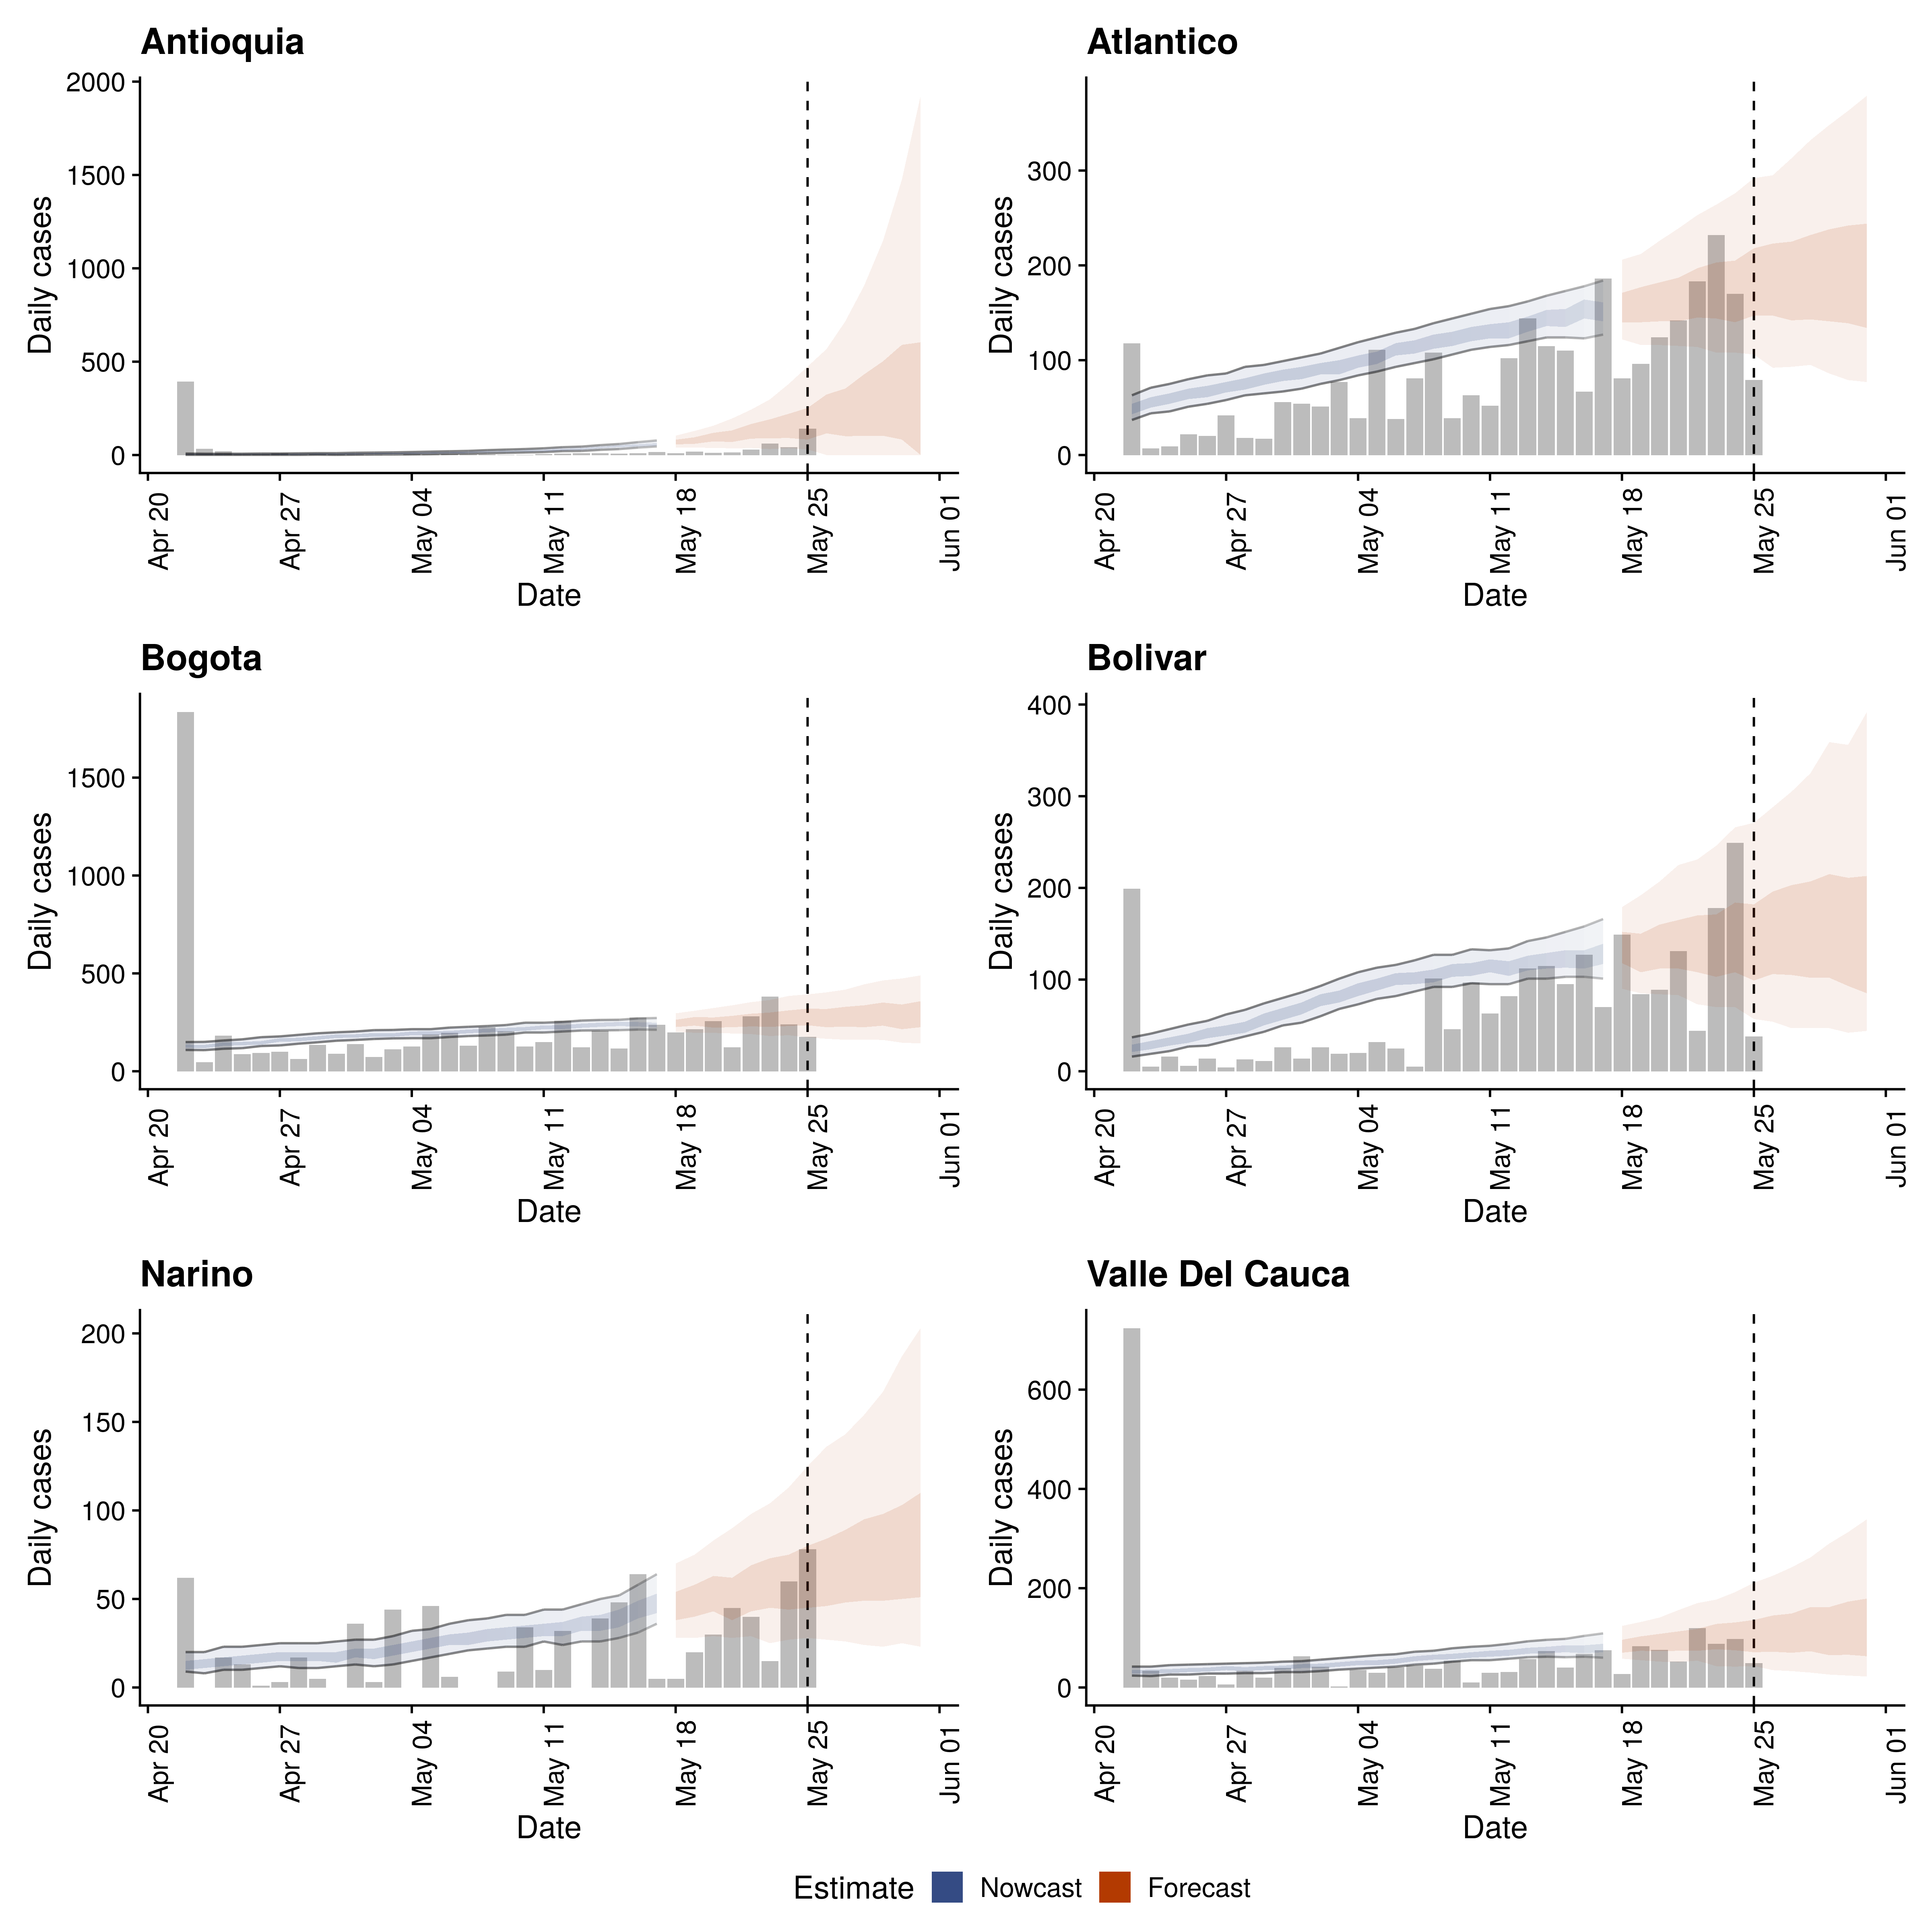 Antioquia
Daily cases
2000
1500
1000
500
0
Apr 20
Apr 27
May 04
May 11
May 18
May 25
Jun 01
Date
Atlantico
Daily cases
300
200
100
0
Apr 20
Apr 27
May 04
May 11
May 18
May 25
Jun 01
Date
Bogota
Daily cases
1500
1000
500
0
Apr 20
Apr 27
May 04
May 11
May 18
May 25
Jun 01
Date
Bolivar
Daily cases
400
300
200
100
0
Apr 20
Apr 27
May 04
May 11
May 18
May 25
Jun 01
Date
Narino
Daily cases
200
150
100
50
0
Apr 20
Apr 27
May 04
May 11
May 18
May 25
Jun 01
Date
Valle Del Cauca
Daily cases
600
400
200
0
Apr 20
Apr 27
May 04
May 11
May 18
May 25
Jun 01
Date
Estimate Nowcast Forecast